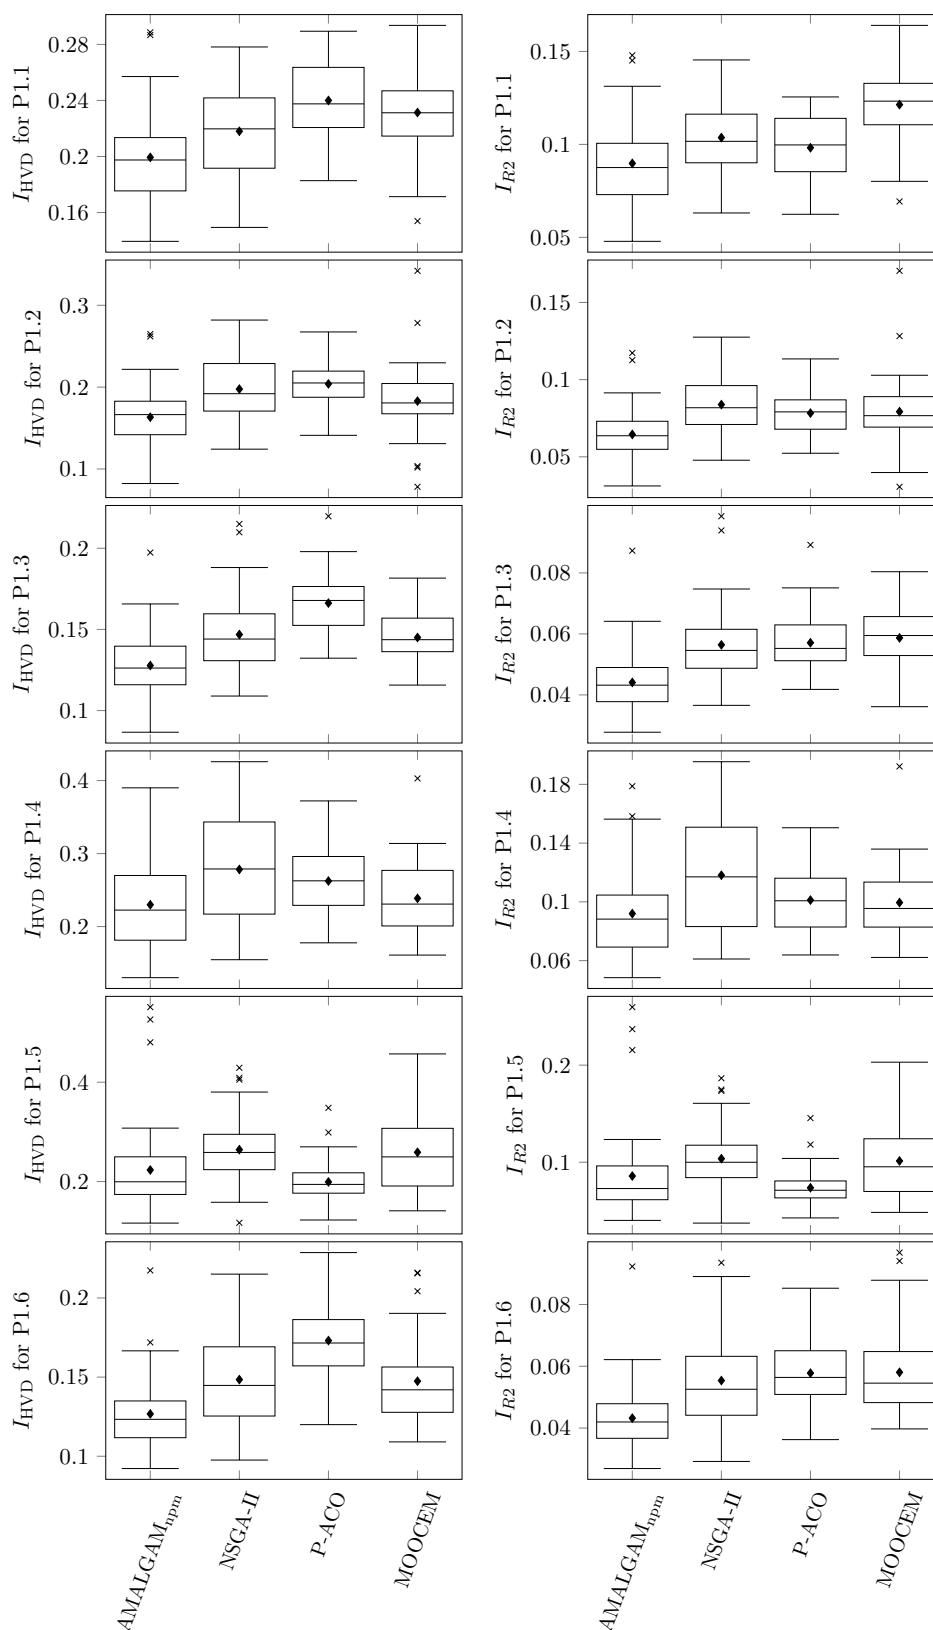 0.28
0.24
0.2
0.16
I_HVD for P1.1
0.15
0.1
0.05
I_R2 for P1.1
0.3
0.2
0.1
I_HVD for P1.2
0.15
0.1
0.05
I_R2 for P1.2
0.2
0.15
0.1
I_HVD for P1.3
0.08
0.06
0.04
I_R2 for P1.3
0.4
0.3
0.2
I_HVD for P1.4
0.18
0.14
0.1
0.06
I_R2 for P1.4
0.4
0.2
I_HVD for P1.5
0.2
0.1
I_R2 for P1.5
0.2
0.15
0.1
I_HVD for P1.6
0.08
0.06
0.04
I_R2 for P1.6
AMALGAM_npm
NSGA-II
P-ACO
MOOCEM
AMALGAM_npm
NSGA-II
P-ACO
MOOCEM